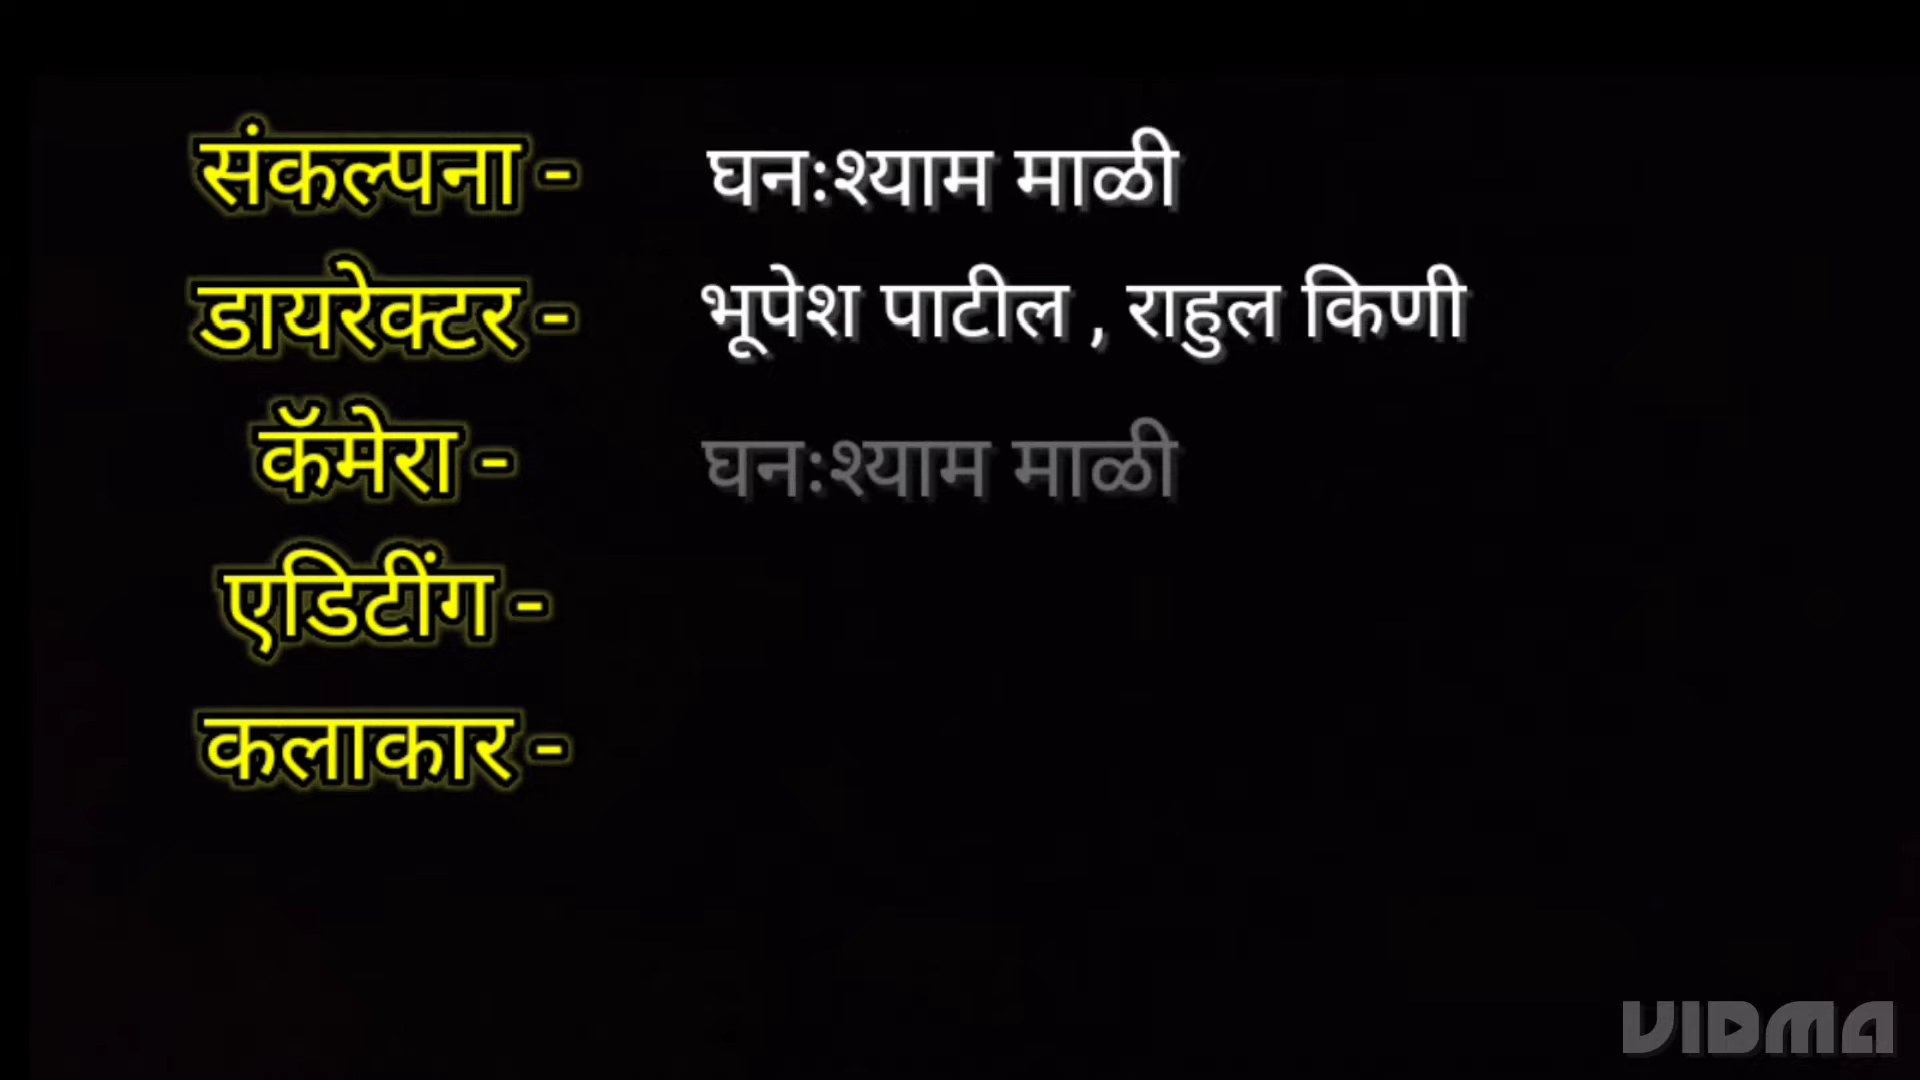 संकल्पना - घनःश्याम माळी
डायरेक्टर - भूपेश पाटील , राहुल किणी
कॅमेरा - घनःश्याम माळी
एडिटींग -
कलाकार -
VIDMA